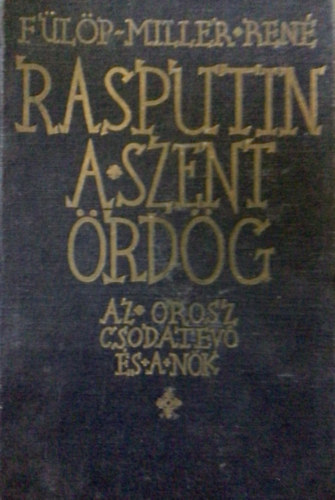 FÜLÖP-MILLER·RENÉ
RASPUTIN
A·SZENT
ÖRDÖG
AZ·OROSZ
CSODATEVŐ
ÉS·A·NŐK